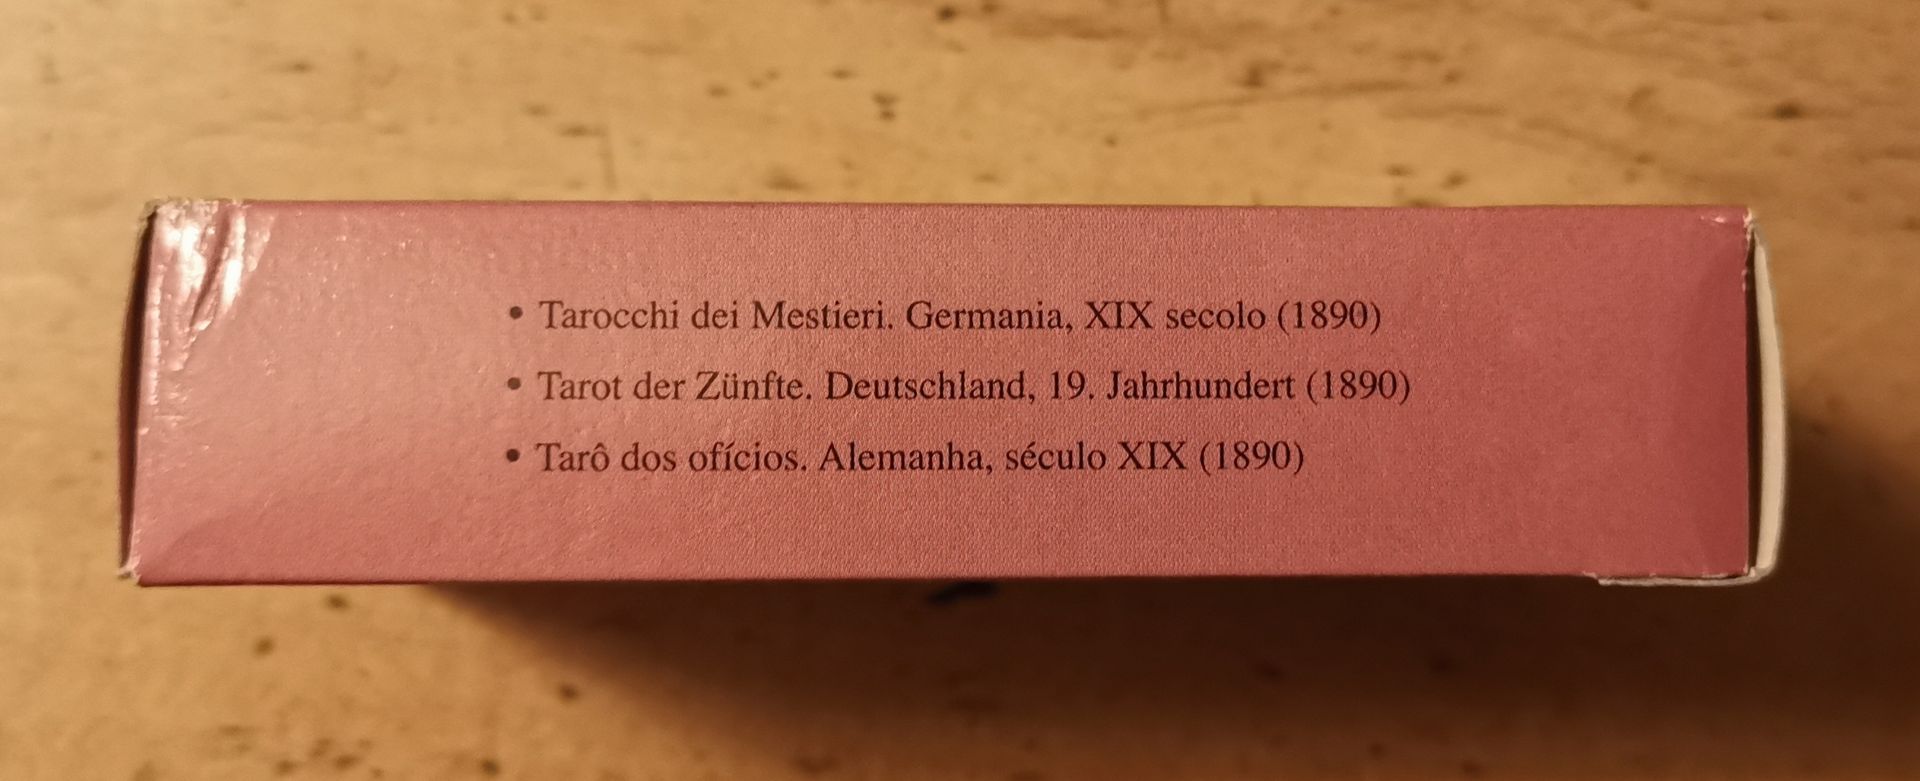 • Tarocchi dei Mestieri. Germania, XIX secolo (1890)
• Tarot der Zünfte. Deutschland, 19. Jahrhundert (1890)
• Tarô dos ofícios. Alemanha, século XIX (1890)